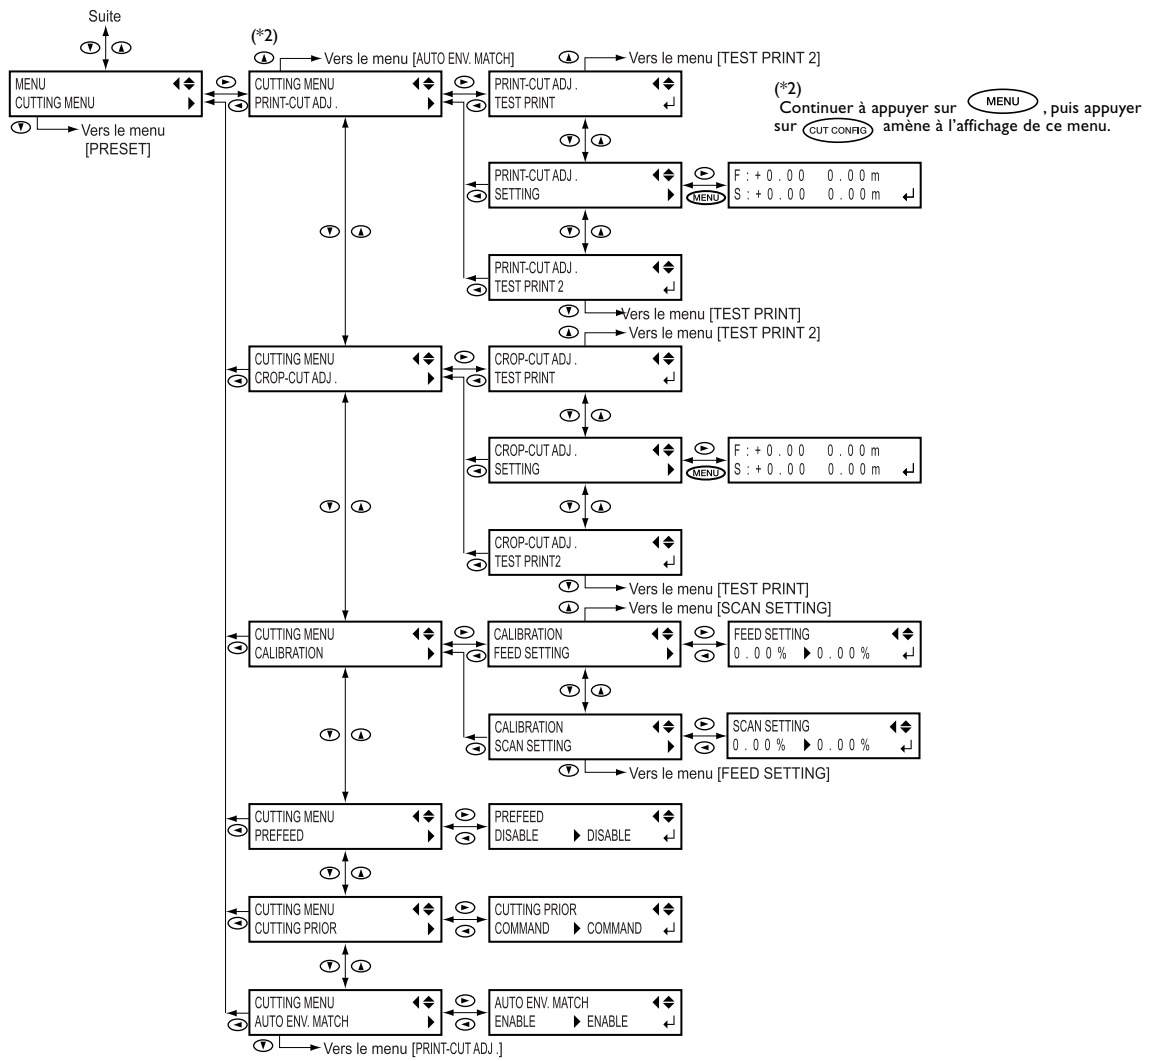 Suite
(*2)
Vers le menu [AUTO ENV. MATCH]
Vers le menu [TEST PRINT 2]
MENU
CUTTING MENU
CUTTING MENU
PRINT-CUT ADJ .
PRINT-CUT ADJ .
TEST PRINT
Vers le menu
[PRESET]
(*2)
Continuer à appuyer sur MENU , puis appuyer
sur CUT CONFIG amène à l'affichage de ce menu.
PRINT-CUT ADJ .
SETTING
MENU
F : + 0 . 0 0 0 . 0 0 m
S : + 0 . 0 0 0 . 0 0 m
PRINT-CUT ADJ .
TEST PRINT 2
Vers le menu [TEST PRINT]
Vers le menu [TEST PRINT 2]
CUTTING MENU
CROP-CUT ADJ .
CROP-CUT ADJ .
TEST PRINT
CROP-CUT ADJ .
SETTING
MENU
F : + 0 . 0 0 0 . 0 0 m
S : + 0 . 0 0 0 . 0 0 m
CROP-CUT ADJ .
TEST PRINT2
Vers le menu [TEST PRINT]
Vers le menu [SCAN SETTING]
CUTTING MENU
CALIBRATION
CALIBRATION
FEED SETTING
FEED SETTING
0 . 0 0 % 0 . 0 0 %
CALIBRATION
SCAN SETTING
SCAN SETTING
0 . 0 0 % 0 . 0 0 %
Vers le menu [FEED SETTING]
CUTTING MENU
PREFEED
PREFEED
DISABLE DISABLE
CUTTING MENU
CUTTING PRIOR
CUTTING PRIOR
COMMAND COMMAND
CUTTING MENU
AUTO ENV. MATCH
AUTO ENV. MATCH
ENABLE ENABLE
Vers le menu [PRINT-CUT ADJ .]